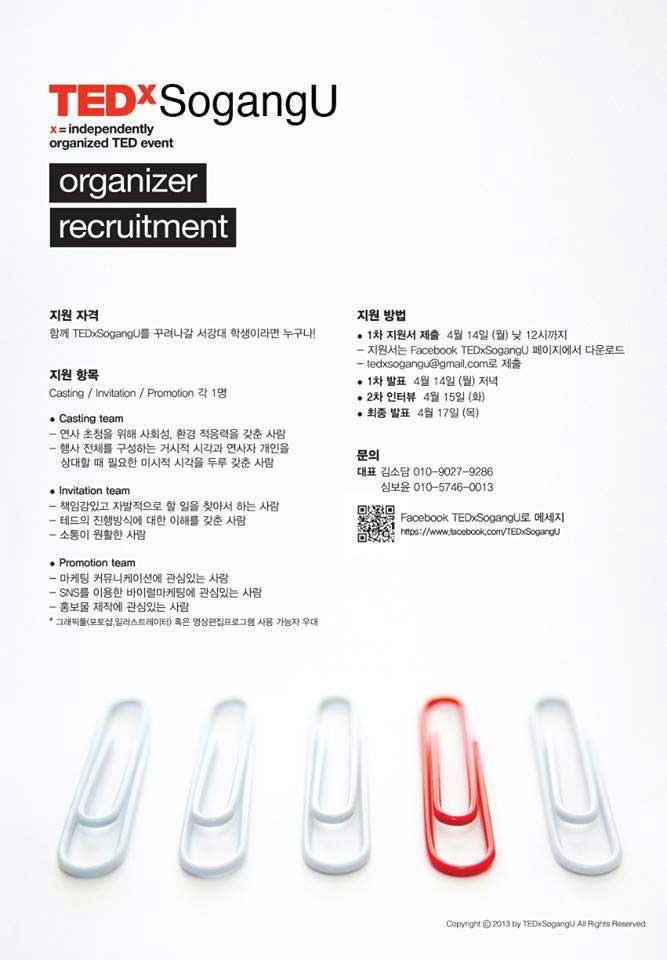 TEDxSogangU
x = independently
organized TED event
organizer
recruitment
지원 자격
함께 TEDxSogangU를 꾸려나갈 서강대 학생이라면 누구나!
지원 항목
Casting / Invitation / Promotion 각 1명
• Casting team
– 연사 초청을 위해 사회성, 환경 적응력을 갖춘 사람
– 행사 전체를 구성하는 거시적 시각과 연사자 개인을
상대할 때 필요한 미시적 시각을 두루 갖춘 사람
• Invitation team
– 책임감있고 자발적으로 할 일을 찾아서 하는 사람
– 테드의 진행방식에 대한 이해를 갖춘 사람
– 소통이 원활한 사람
• Promotion team
– 마케팅 커뮤니케이션에 관심있는 사람
– SNS를 이용한 바이럴마케팅에 관심있는 사람
– 홍보물 제작에 관심있는 사람
* 그래픽툴(포토샵,일러스트레이터) 혹은 영상편집프로그램 사용 가능자 우대
지원 방법
• 1차 지원서 제출 4월 14일 (월) 낮 12시까지
– 지원서는 Facebook TEDxSogangU 페이지에서 다운로드
– tedxsogangu@gmail.com로 제출
• 1차 발표 4월 14일 (월) 저녁
• 2차 인터뷰 4월 15일 (화)
• 최종 발표 4월 17일 (목)
문의
대표 김소담 010-9027-9286
심보윤 010-5746-0013
Facebook TEDxSogangU로 메세지
https://www.facebook.com/TEDxSogangU
Copyright ⓒ 2013 by TEDxSogangU All Rights Reserved.